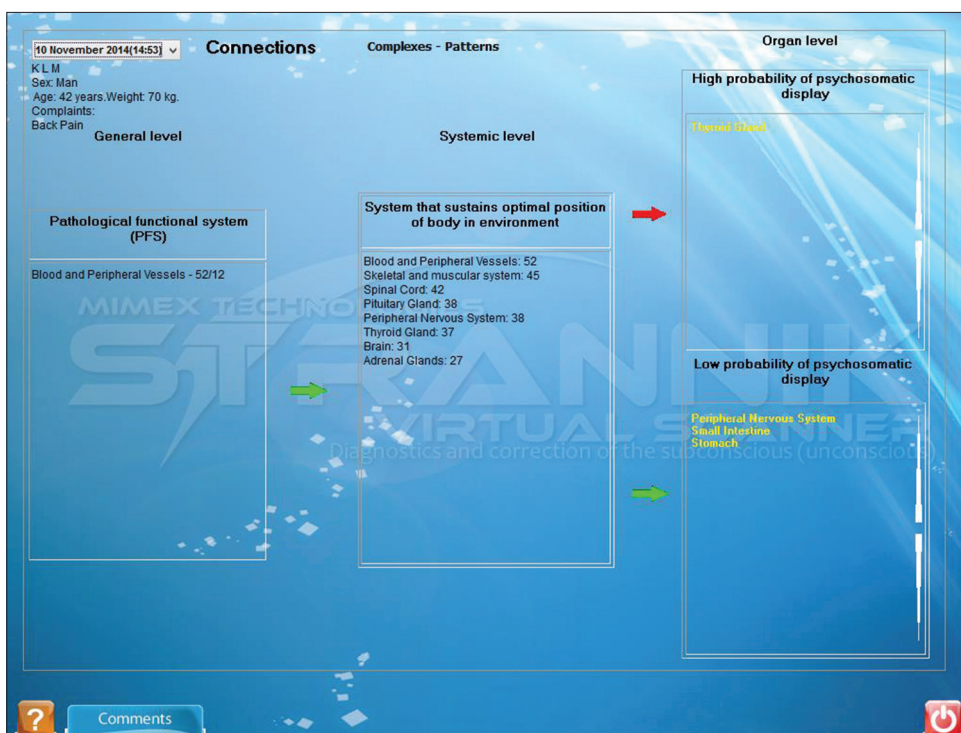 10 November 2014(14:53)
Connections
Complexes - Patterns
Organ level
K L M
Sex: Man
Age: 42 years.Weight: 70 kg.
Complaints:
Back Pain
General level
Systemic level
High probability of psychosomatic
display
Thyroid Gland
Pathological functional system
(PFS)
System that sustains optimal position
of body in environment
Blood and Peripheral Vessels - 52/12
Blood and Peripheral Vessels: 52
Skeletal and muscular system: 45
Spinal Cord: 42
Pituitary Gland: 38
Peripheral Nervous System: 38
Thyroid Gland: 37
Brain: 31
Adrenal Glands: 27
MIMEX TECHNOLOGIES
STRANNIK
VIRTUAL SCANNER
Diagnostics and correction of the subconscious (unconscious)
Low probability of psychosomatic
display
Peripheral Nervous System
Small Intestine
Stomach
?
Comments